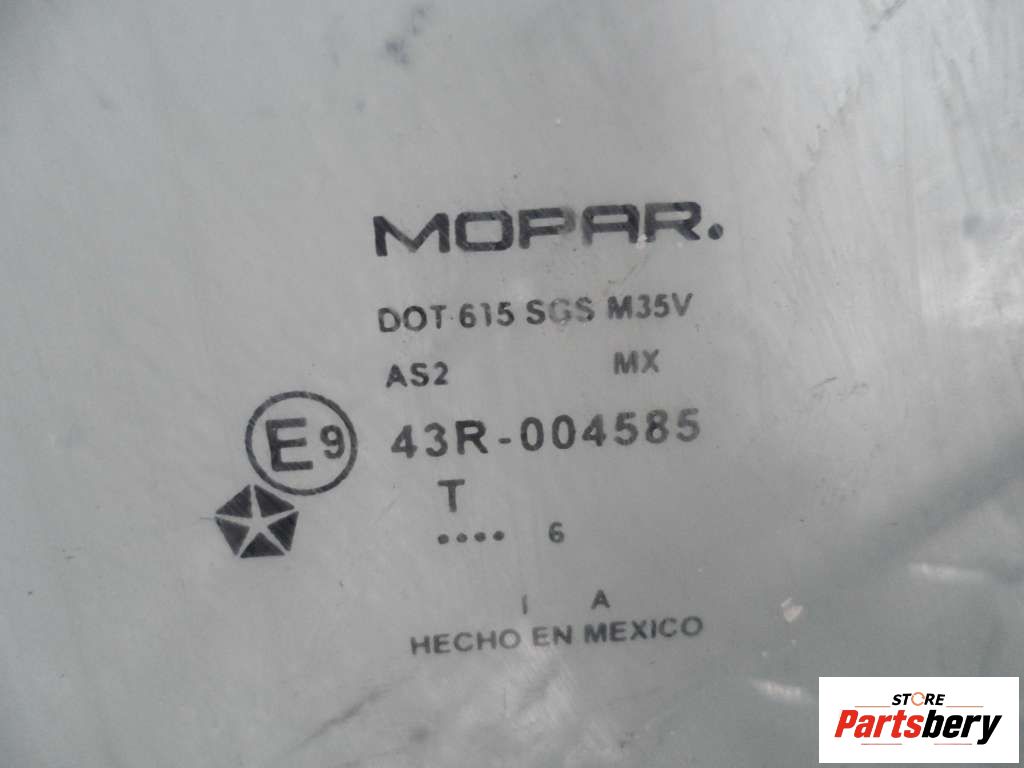 MOPAR.
DOT 615 SGS M35V
AS2 MX
E9 43R-004585
T
.... 6
I A
HECHO EN MEXICO
STORE
Partsbery